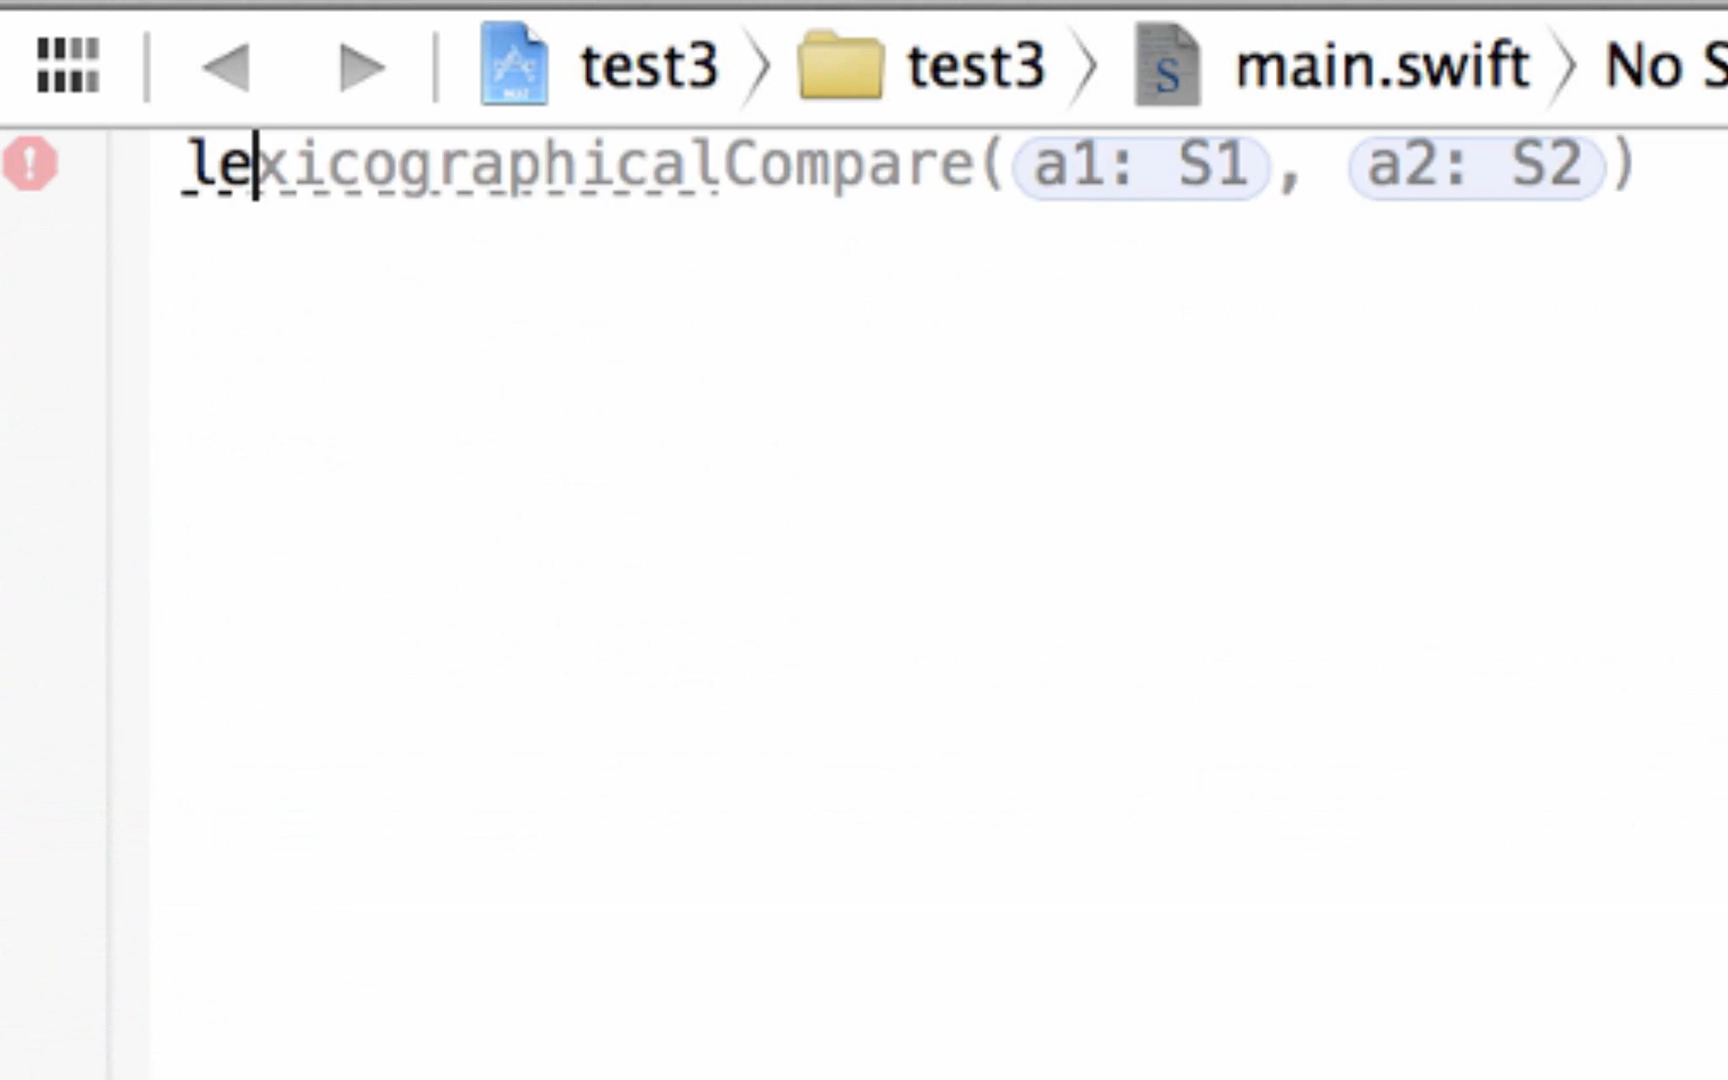 test3 test3 main.swift No S
lexicographicalCompare(a1: S1, a2: S2)